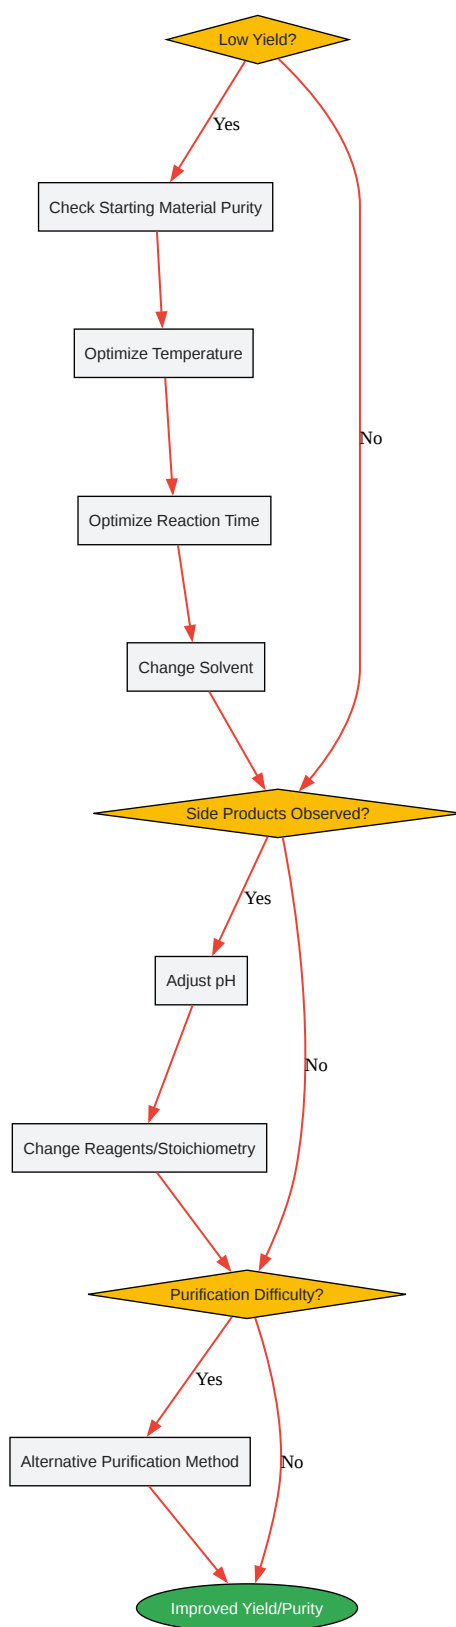 Low Yield?
Yes
Check Starting Material Purity
Optimize Temperature
No
Optimize Reaction Time
Change Solvent
Side Products Observed?
Yes
Adjust pH
No
Change Reagents/Stoichiometry
Purification Difficulty?
Yes
Alternative Purification Method
No
Improved Yield/Purity